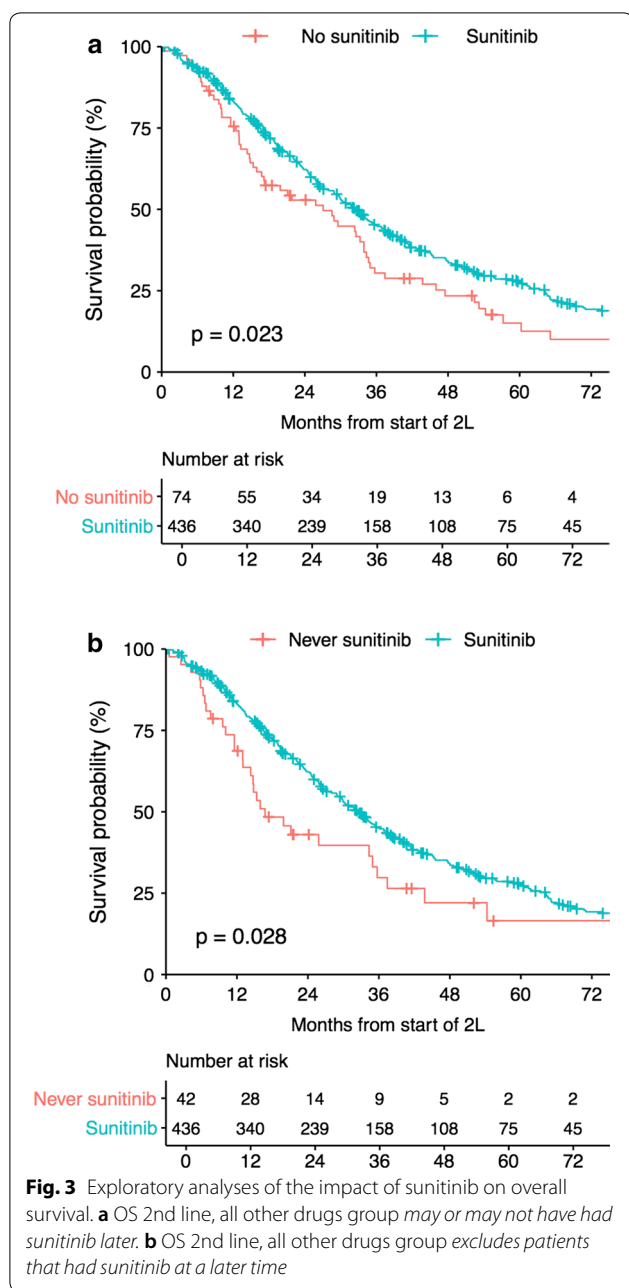 a
No sunitinib Sunitinib
Survival probability (%)
100
75
50
25
0
p = 0.023
0 12 24 36 48 60 72
Months from start of 2L
Number at risk
No sunitinib 74 55 34 19 13 6 4
Sunitinib 436 340 239 158 108 75 45
0 12 24 36 48 60 72
b
Never sunitinib Sunitinib
Survival probability (%)
100
75
50
25
0
p = 0.028
0 12 24 36 48 60 72
Months from start of 2L
Number at risk
Never sunitinib 42 28 14 9 5 2 2
Sunitinib 436 340 239 158 108 75 45
0 12 24 36 48 60 72
Fig. 3 Exploratory analyses of the impact of sunitinib on overall
survival. a OS 2nd line, all other drugs group may or may not have had
sunitinib later. b OS 2nd line, all other drugs group excludes patients
that had sunitinib at a later time